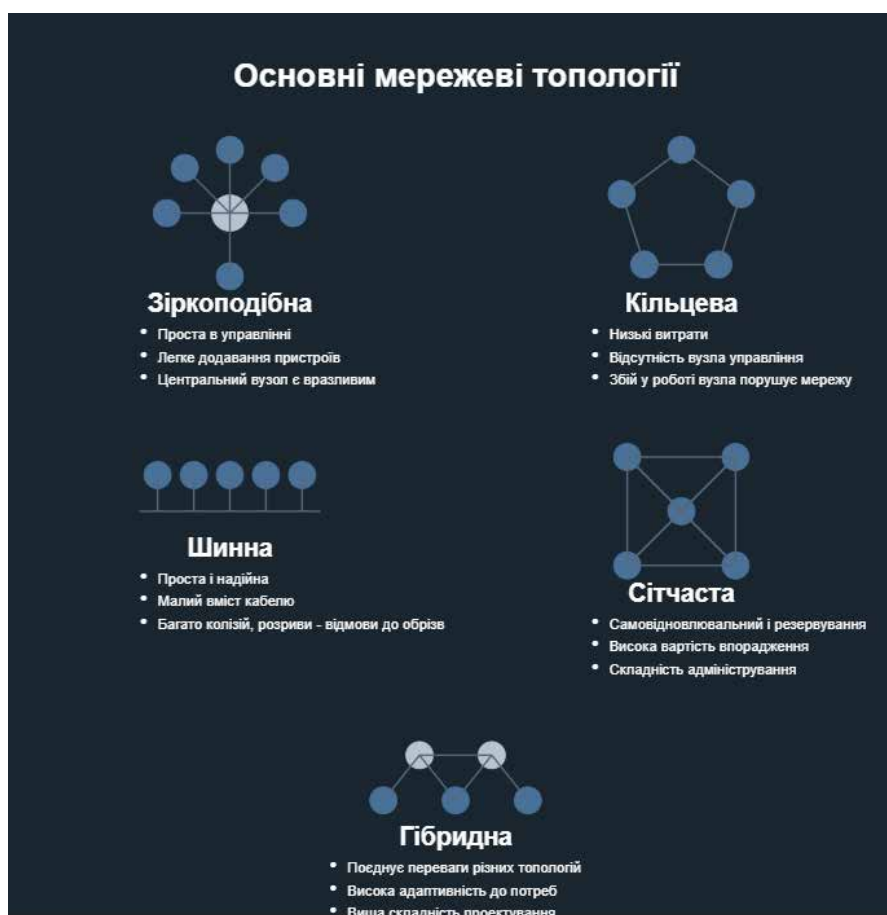 Основні мережеві топології
Зіркоподібна
• Проста в управлінні
• Легке додавання пристроїв
• Центральний вузол є вразливим
Кільцева
• Низькі витрати
• Відсутність вузла управління
• Збій у роботі вузла порушує мережу
Шинна
• Проста і надійна
• Малий вміст кабелю
• Багато колізій, розриви - відмови до обрізв
Сітчаста
• Самовідновлювальний і резервування
• Висока вартість впорадження
• Складність адміністрування
Гібридна
• Поєднує переваги різних топологій
• Висока адаптивність до потреб
• Вища складність проектування